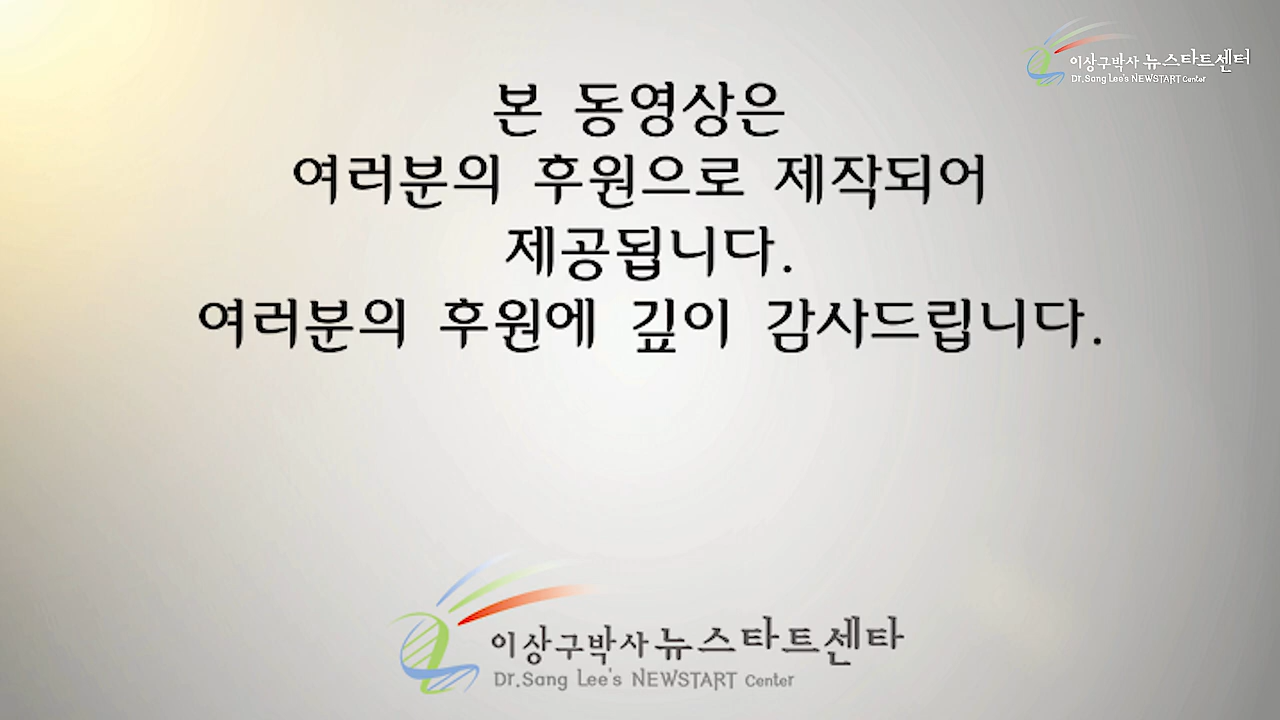 이상구박사 뉴스타트센터
Dr.Sang Lee's NEWSTART Center
본 동영상은
여러분의 후원으로 제작되어
제공됩니다.
여러분의 후원에 깊이 감사드립니다.
이상구박사 뉴스타트센타
Dr.Sang Lee's NEWSTART Center